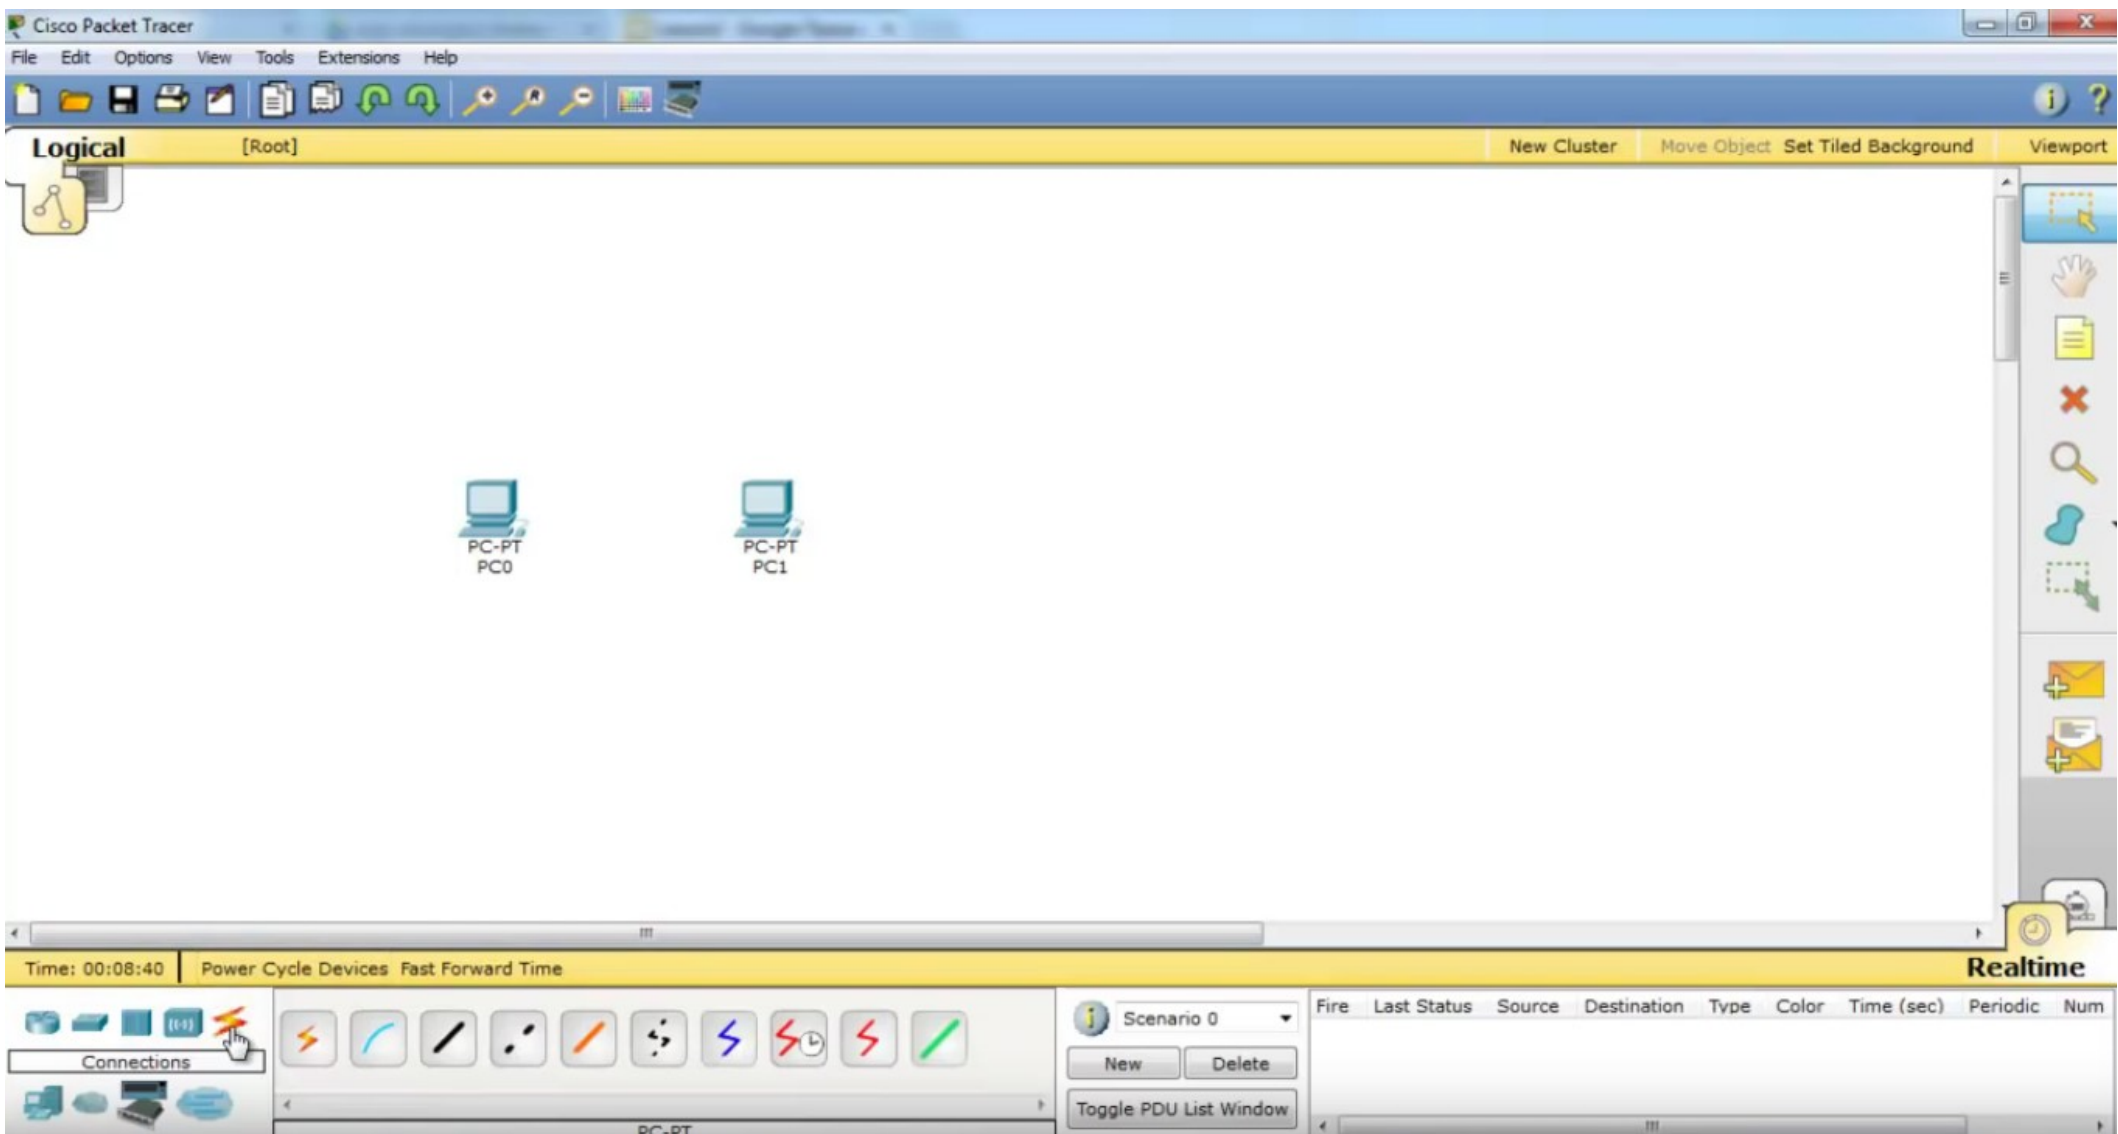 Cisco Packet Tracer
File Edit Options View Tools Extensions Help
Logical [Root] New Cluster Move Object Set Tiled Background Viewport
PC-PT PC-PT
PC0 PC1
Time: 00:08:40 Power Cycle Devices Fast Forward Time Realtime
Connections
Scenario 0
New Delete
Toggle PDU List Window
Fire Last Status Source Destination Type Color Time (sec) Periodic Num
PC-PT